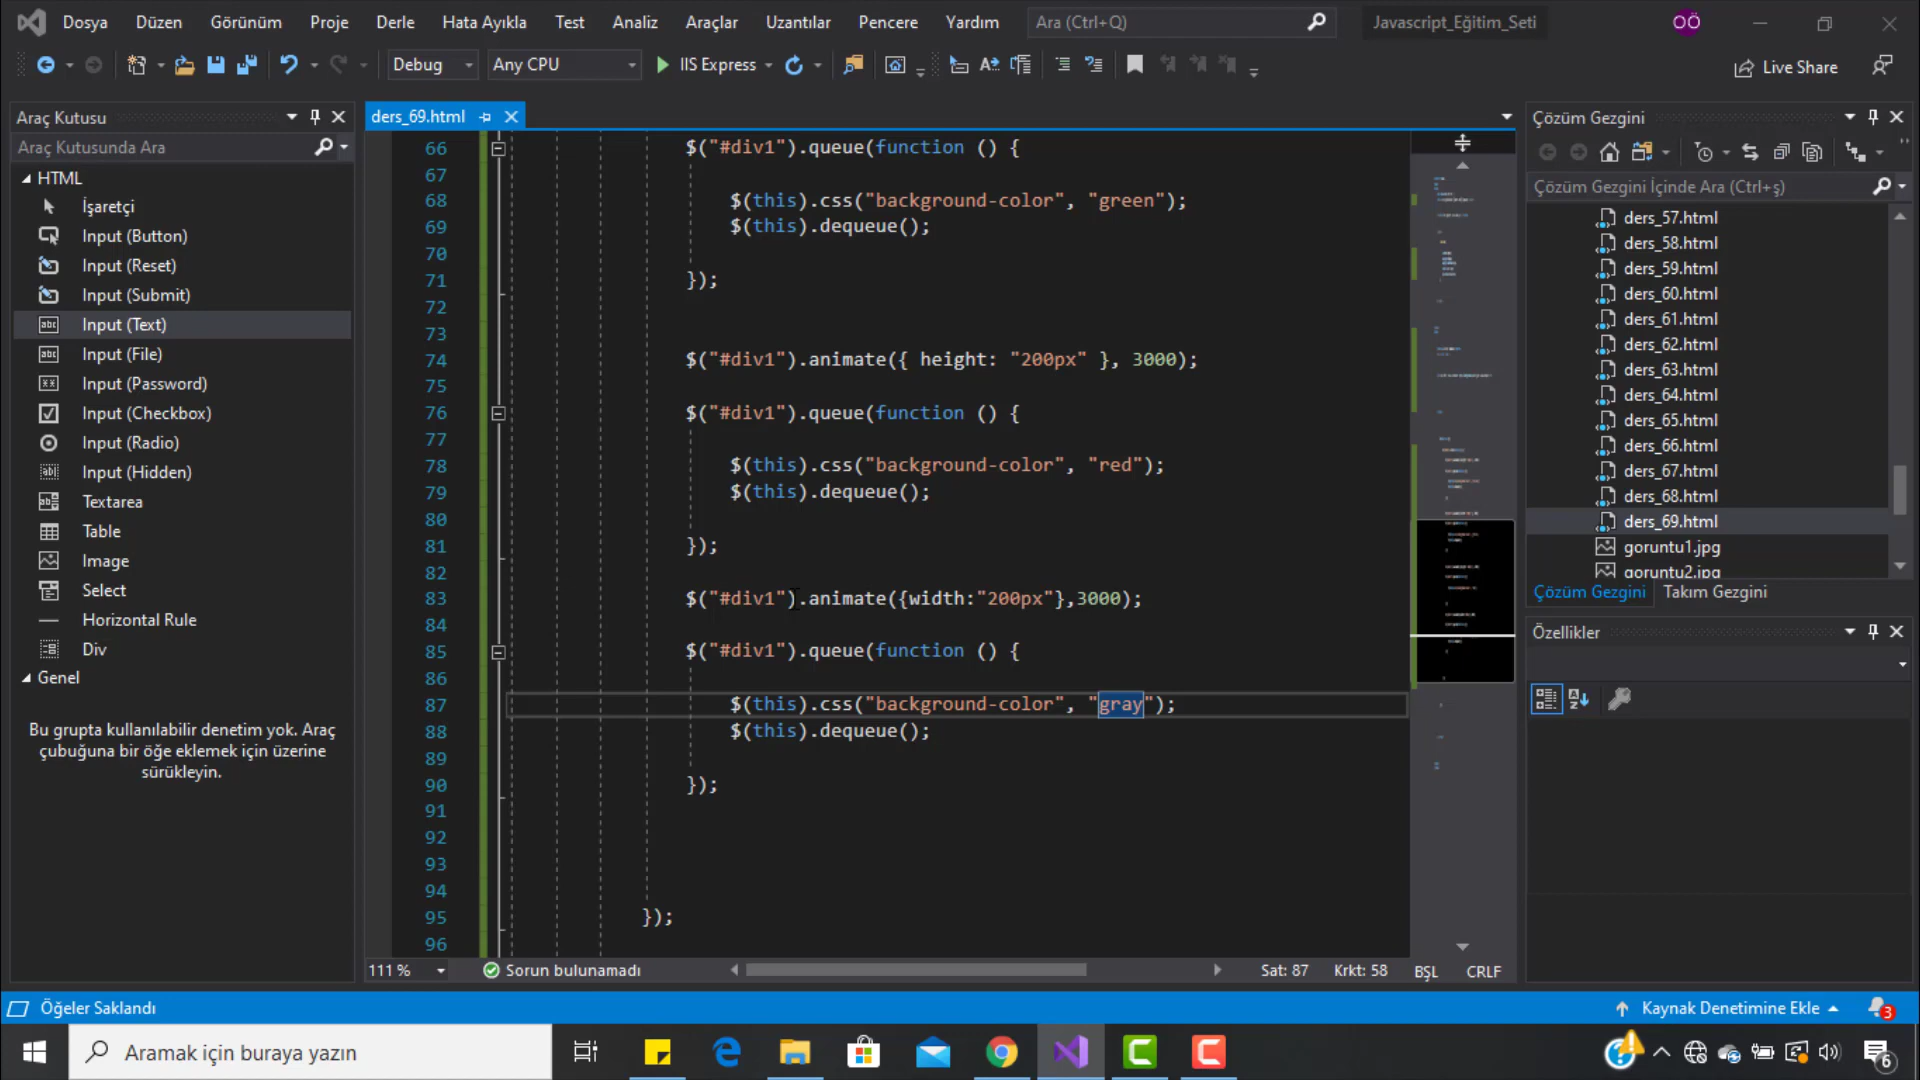 Dosya Düzen Görünüm Proje Derle Hata Ayıkla Test Analiz Araçlar Uzantılar Pencere Yardım Ara (Ctrl+Q) Javascript_Eğitim_Seti OÖ
Debug Any CPU IIS Express Live Share
Araç Kutusu
Araç Kutusunda Ara
HTML
İşaretçi
Input (Button)
Input (Reset)
Input (Submit)
Input (Text)
Input (File)
Input (Password)
Input (Checkbox)
Input (Radio)
Input (Hidden)
Textarea
Table
Image
Select
Horizontal Rule
Div
Genel
Bu grupta kullanılabilir denetim yok. Araç
çubuğuna bir öğe eklemek için üzerine
sürükleyin.
ders_69.html
66 $("#div1").queue(function () {
67
68 $(this).css("background-color", "green");
69 $(this).dequeue();
70
71 });
72
73
74 $("#div1").animate({ height: "200px" }, 3000);
75
76 $("#div1").queue(function () {
77
78 $(this).css("background-color", "red");
79 $(this).dequeue();
80
81 });
82
83 $("#div1").animate({width:"200px"},3000);
84
85 $("#div1").queue(function () {
86
87 $(this).css("background-color", "gray");
88 $(this).dequeue();
89
90 });
91
92
93
94
95 });
96
111 % Sorun bulunamadı Sat: 87 Krkt: 58 BŞL CRLF
Çözüm Gezgini
Çözüm Gezgini İçinde Ara (Ctrl+ş)
ders_57.html
ders_58.html
ders_59.html
ders_60.html
ders_61.html
ders_62.html
ders_63.html
ders_64.html
ders_65.html
ders_66.html
ders_67.html
ders_68.html
ders_69.html
goruntu1.jpg
goruntu2.jpg
Çözüm Gezgini Takım Gezgini
Özellikler
Öğeler Saklandı Kaynak Denetimine Ekle 3
Aramak için buraya yazın 6